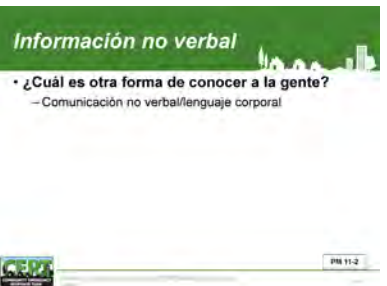 Información no verbal
• ¿Cuál es otra forma de conocer a la gente?
– Comunicación no verbal/lenguaje corporal
CERT
PM 11-2